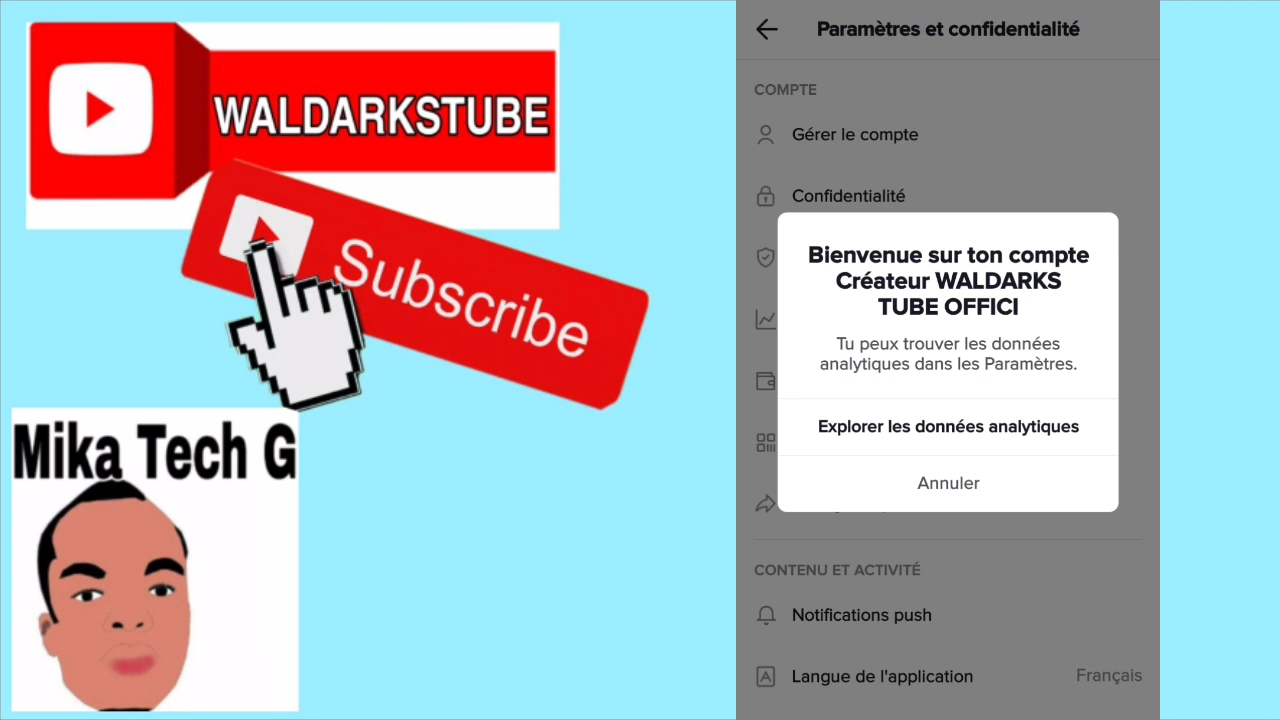 WALDARKSTUBE
Subscribe
Mika Tech G
Paramètres et confidentialité
COMPTE
Gérer le compte
Confidentialité
Bienvenue sur ton compte
Créateur WALDARKS
TUBE OFFICI
Tu peux trouver les données
analytiques dans les Paramètres.
Explorer les données analytiques
Annuler
CONTENU ET ACTIVITÉ
Notifications push
Langue de l'application Français